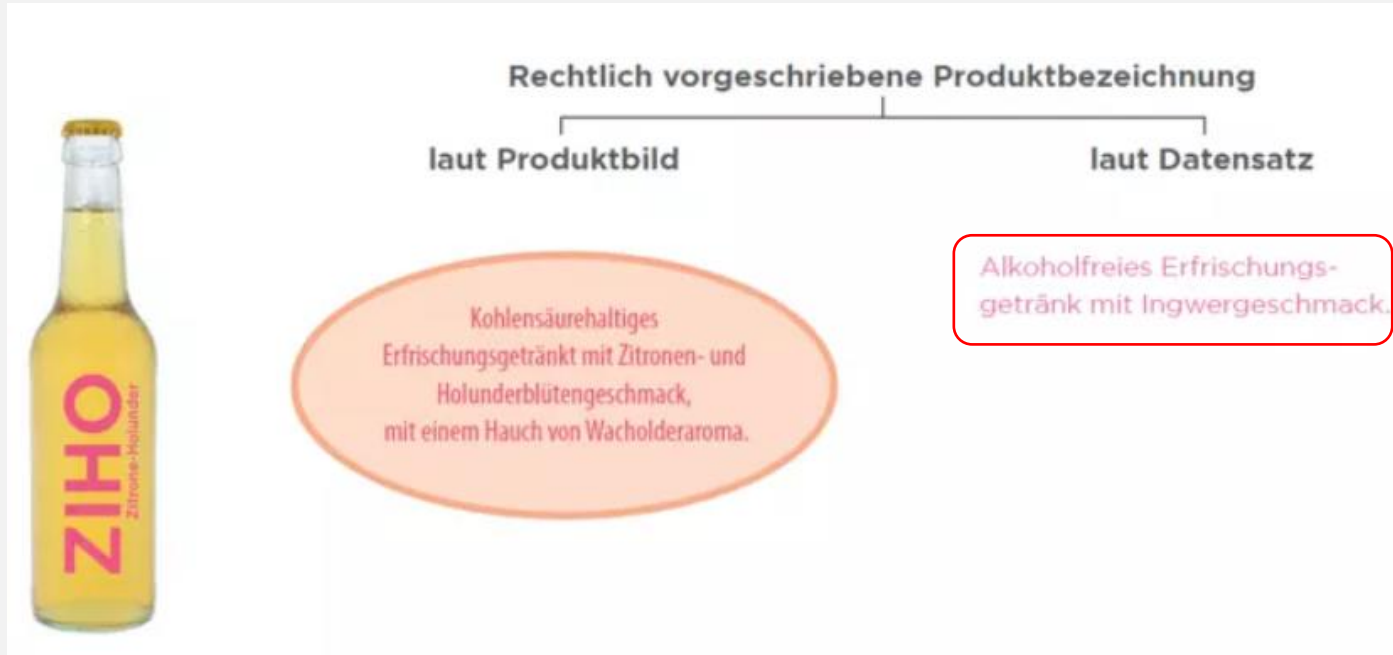 Rechtlich vorgeschriebene Produktbezeichnung
laut Produktbild
laut Datensatz
ZIHO
Zitrone-Holunder
Kohlensäurehaltiges
Erfrischungsgetränkt mit Zitronen- und
Holunderblütengeschmack,
mit einem Hauch von Wacholderaroma.
Alkoholfreies Erfrischungs-
getränk mit Ingwergeschmack.